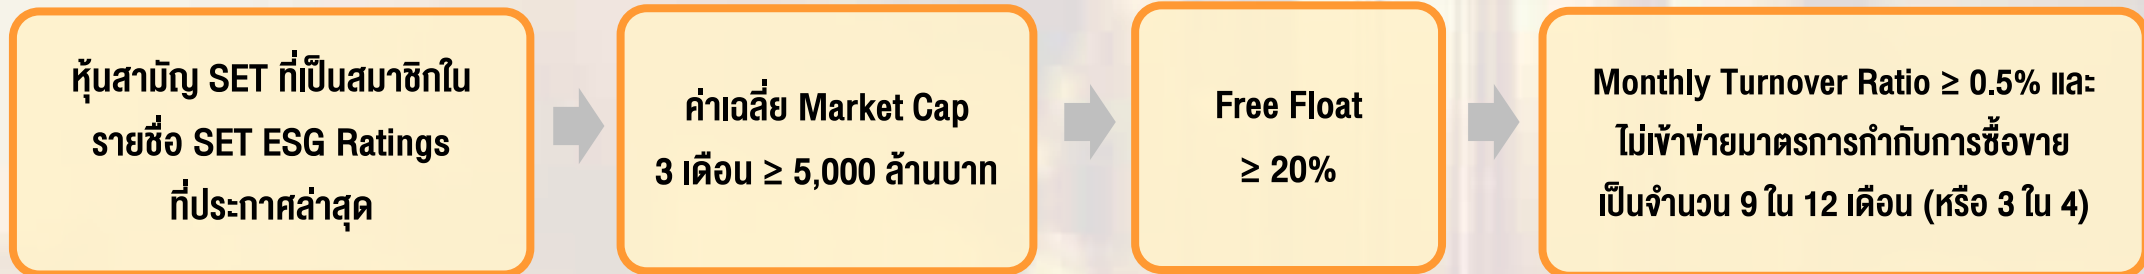 หุ้นสามัญ SET ที่เป็นสมาชิกใน
รายชื่อ SET ESG Ratings
ที่ประกาศล่าสุด
ค่าเฉลี่ย Market Cap
3 เดือน ≥ 5,000 ล้านบาท
Free Float
≥ 20%
Monthly Turnover Ratio ≥ 0.5% และ
ไม่เข้าข่ายมาตรการกำกับการซื้อขาย
เป็นจำนวน 9 ใน 12 เดือน (หรือ 3 ใน 4)